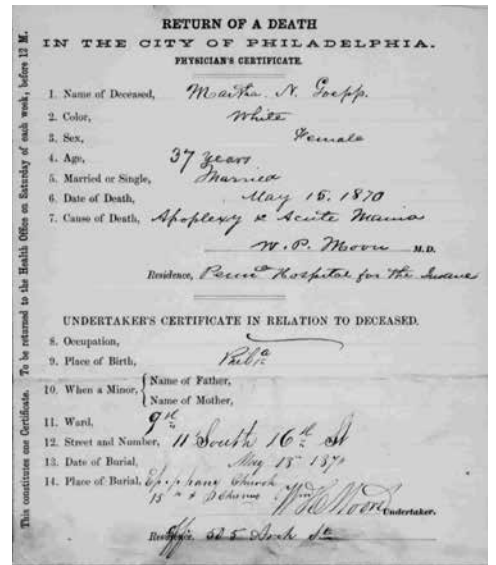 RETURN OF A DEATH
IN THE CITY OF PHILADELPHIA.
PHYSICIAN'S CERTIFICATE.
1. Name of Deceased, Martha N. Goepp.
2. Color, White
3. Sex, Female
4. Age, 37 years
5. Married or Single, Married
6. Date of Death, May 15, 1870
7. Cause of Death, Apoplexy & Acute Mania
W. P. Moon M.D.
Residence, Penna Hospital for the Insane
UNDERTAKER'S CERTIFICATE IN RELATION TO DECEASED.
8. Occupation,
9. Place of Birth, Phila
10. When a Minor, { Name of Father,
Name of Mother,
11. Ward, 9th
12. Street and Number, 11 South 16th St
13. Date of Burial, May 18 1870
14. Place of Burial, Epiphany Church
15th &
Wm H Moore Undertaker.
Office 505 Arch St
This constitutes one Certificate. To be returned to the Health Office on Saturday of each week, before 12 M.